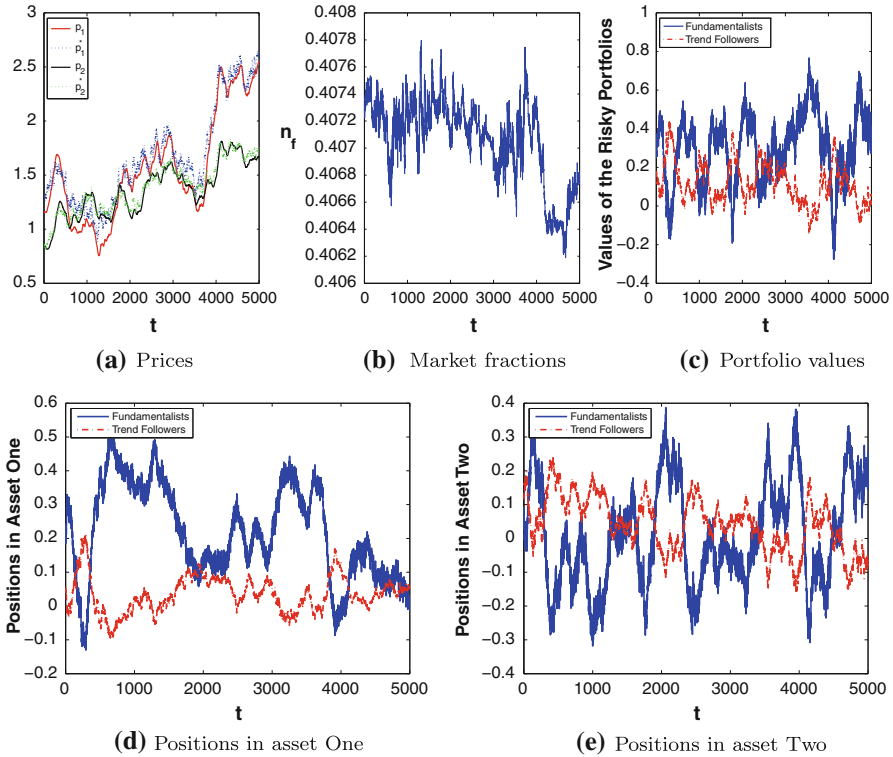 p1
p*1
p2
p*2
3
2.5
2
1.5
1
0.5
0 1000 2000 3000 4000 5000
t
(a) Prices
nf
0.408
0.4078
0.4076
0.4074
0.4072
0.407
0.4068
0.4066
0.4064
0.4062
0.406
0 1000 2000 3000 4000 5000
t
(b) Market fractions
Values of the Risky Portfolios
Fundamentalists
Trend Followers
1
0.8
0.6
0.4
0.2
0
−0.2
−0.4
0 1000 2000 3000 4000 5000
t
(c) Portfolio values
Positions in Asset One
Fundamentalists
Trend Followers
0.6
0.5
0.4
0.3
0.2
0.1
0
−0.1
−0.2
0 1000 2000 3000 4000 5000
t
(d) Positions in asset One
Positions in Asset Two
Fundamentalists
Trend Followers
0.4
0.3
0.2
0.1
0
−0.1
−0.2
0.3
0.4
0 1000 2000 3000 4000 5000
t
(e) Positions in asset Two